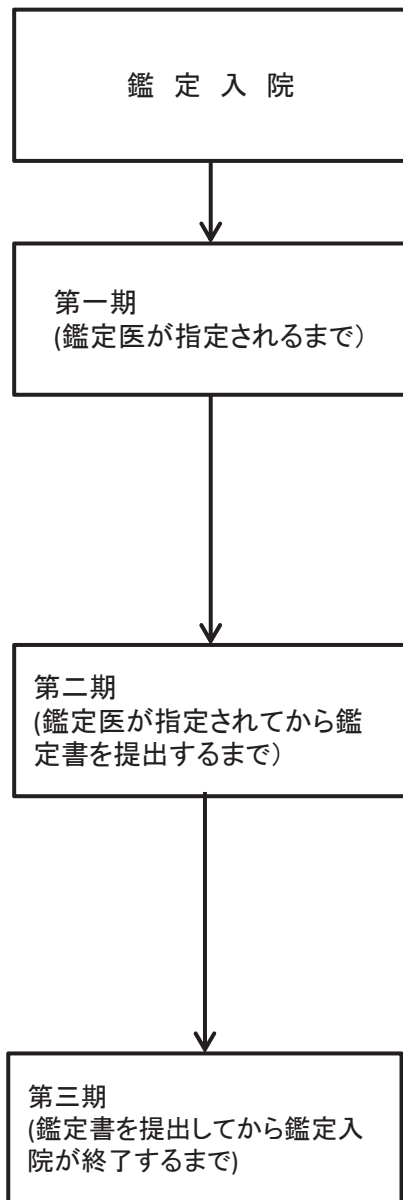 鑑 定 入 院
第一期
(鑑定医が指定されるまで）
第二期
(鑑定医が指定されてから鑑
定書を提出するまで）
第三期
(鑑定書を提出してから鑑定入
院が終了するまで)